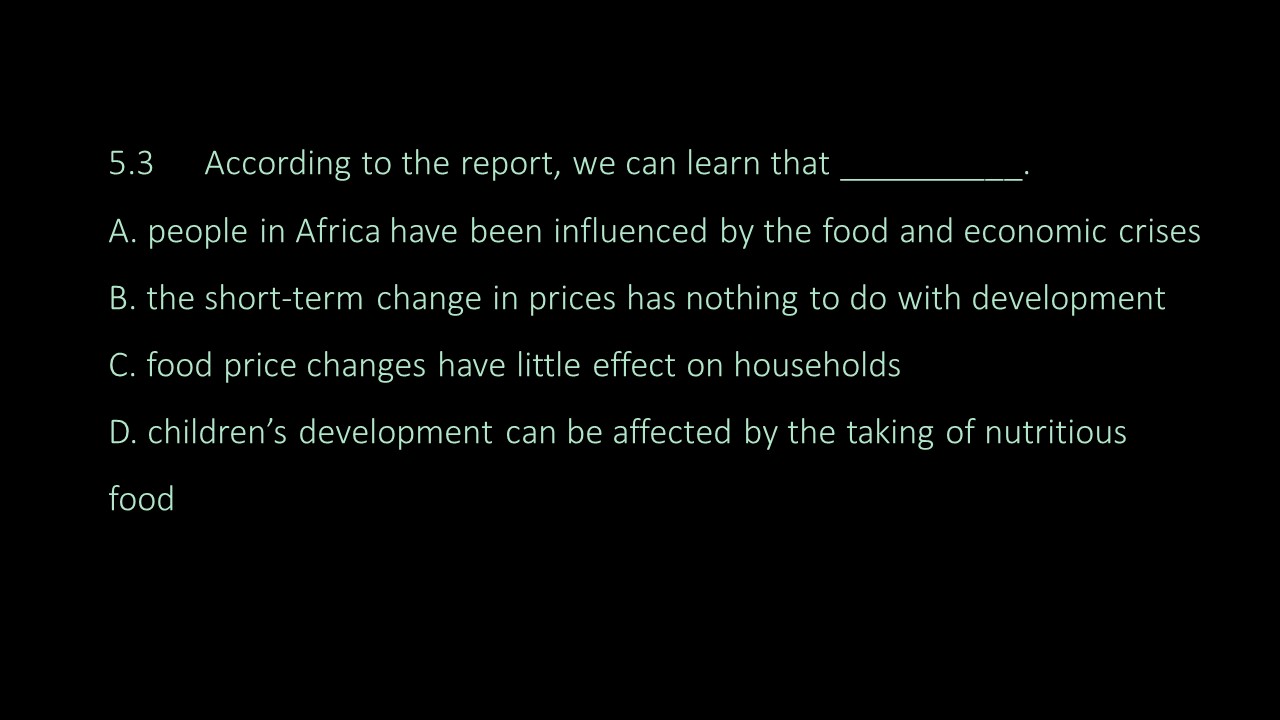 5.3 According to the report, we can learn that __________.
A. people in Africa have been influenced by the food and economic crises
B. the short-term change in prices has nothing to do with development
C. food price changes have little effect on households
D. children’s development can be affected by the taking of nutritious
food